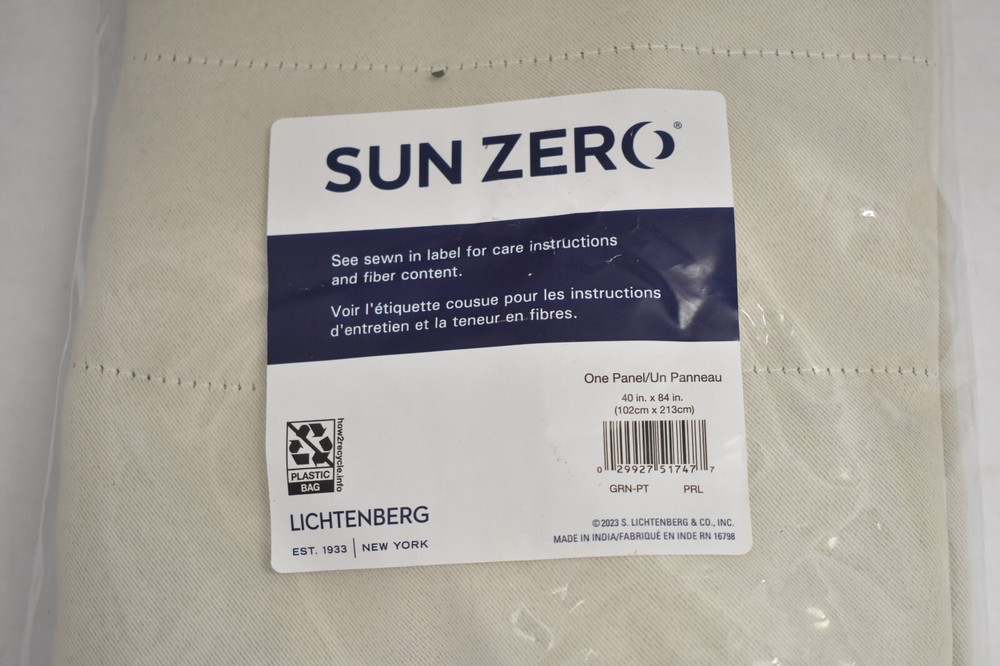 SUN ZERO®
See sewn in label for care instructions
and fiber content.
Voir l'étiquette cousue pour les instructions
d'entretien et la teneur en fibres.
One Panel/Un Panneau
40 in. x 84 in.
(102cm x 213cm)
0 29927 51747 7
GRN-PT PRL
how2recycle.info
PLASTIC
BAG
LICHTENBERG
EST. 1933 | NEW YORK
©2023 S. LICHTENBERG & CO., INC.
MADE IN INDIA/FABRIQUÉ EN INDE RN 16798